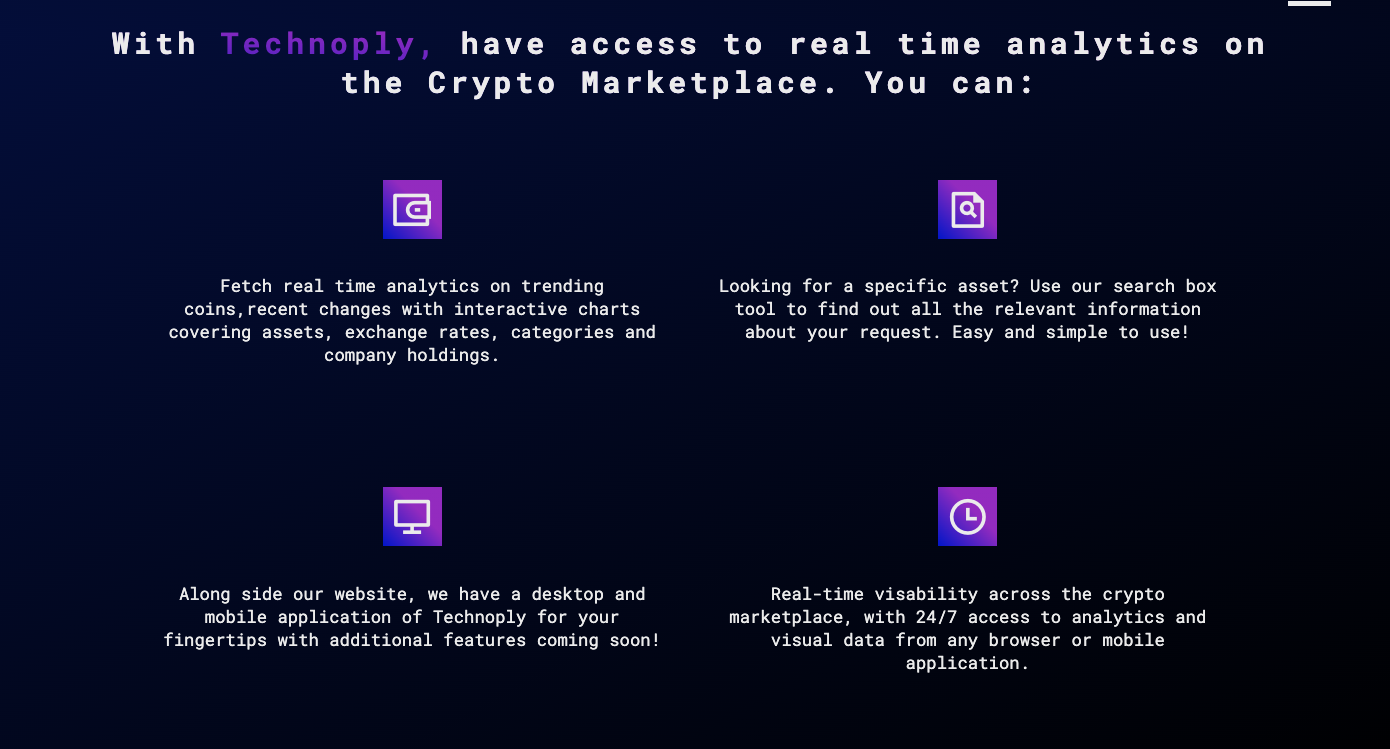 With Technoply, have access to real time analytics on
the Crypto Marketplace. You can:
Fetch real time analytics on trending
coins,recent changes with interactive charts
covering assets, exchange rates, categories and
company holdings.
Looking for a specific asset? Use our search box
tool to find out all the relevant information
about your request. Easy and simple to use!
Along side our website, we have a desktop and
mobile application of Technoply for your
fingertips with additional features coming soon!
Real-time visability across the crypto
marketplace, with 24/7 access to analytics and
visual data from any browser or mobile
application.